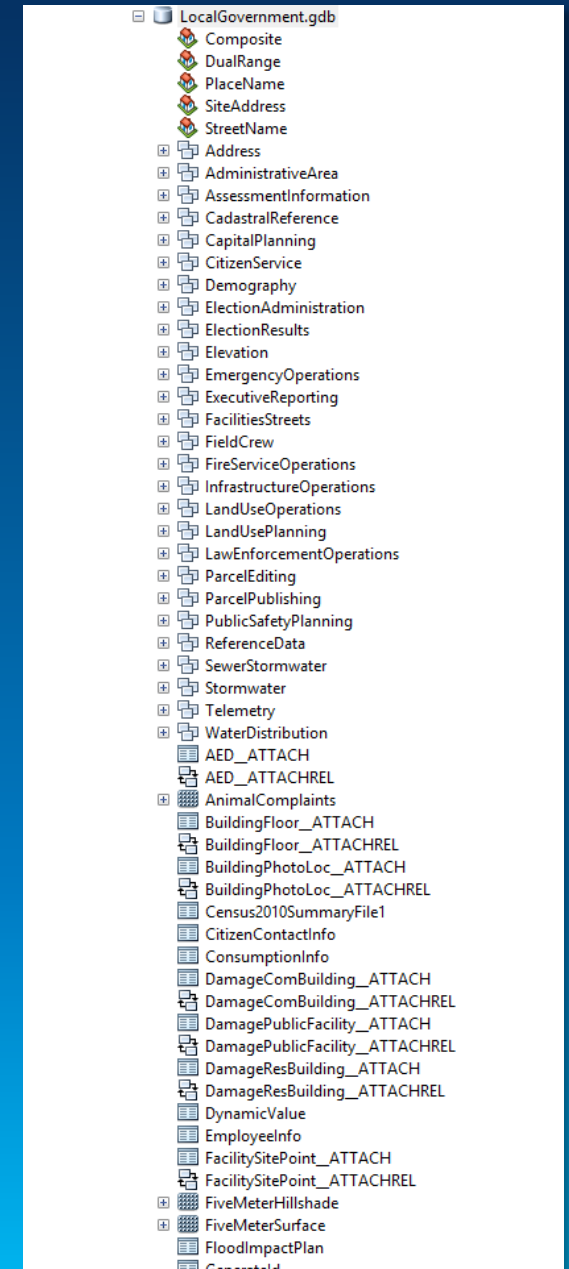 LocalGovernment.gdb
Composite
DualRange
PlaceName
SiteAddress
StreetName
Address
AdministrativeArea
AssessmentInformation
CadastralReference
CapitalPlanning
CitizenService
Demography
ElectionAdministration
ElectionResults
Elevation
EmergencyOperations
ExecutiveReporting
FacilitiesStreets
FieldCrew
FireServiceOperations
InfrastructureOperations
LandUseOperations
LandUsePlanning
LawEnforcementOperations
ParcelEditing
ParcelPublishing
PublicSafetyPlanning
ReferenceData
SewerStormwater
Stormwater
Telemetry
WaterDistribution
AED__ATTACH
AED__ATTACHREL
AnimalComplaints
BuildingFloor__ATTACH
BuildingFloor__ATTACHREL
BuildingPhotoLoc__ATTACH
BuildingPhotoLoc__ATTACHREL
Census2010SummaryFile1
CitizenContactInfo
ConsumptionInfo
DamageComBuilding__ATTACH
DamageComBuilding__ATTACHREL
DamagePublicFacility__ATTACH
DamagePublicFacility__ATTACHREL
DamageResBuilding__ATTACH
DamageResBuilding__ATTACHREL
DynamicValue
EmployeeInfo
FacilitySitePoint__ATTACH
FacilitySitePoint__ATTACHREL
FiveMeterHillshade
FiveMeterSurface
FloodImpactPlan